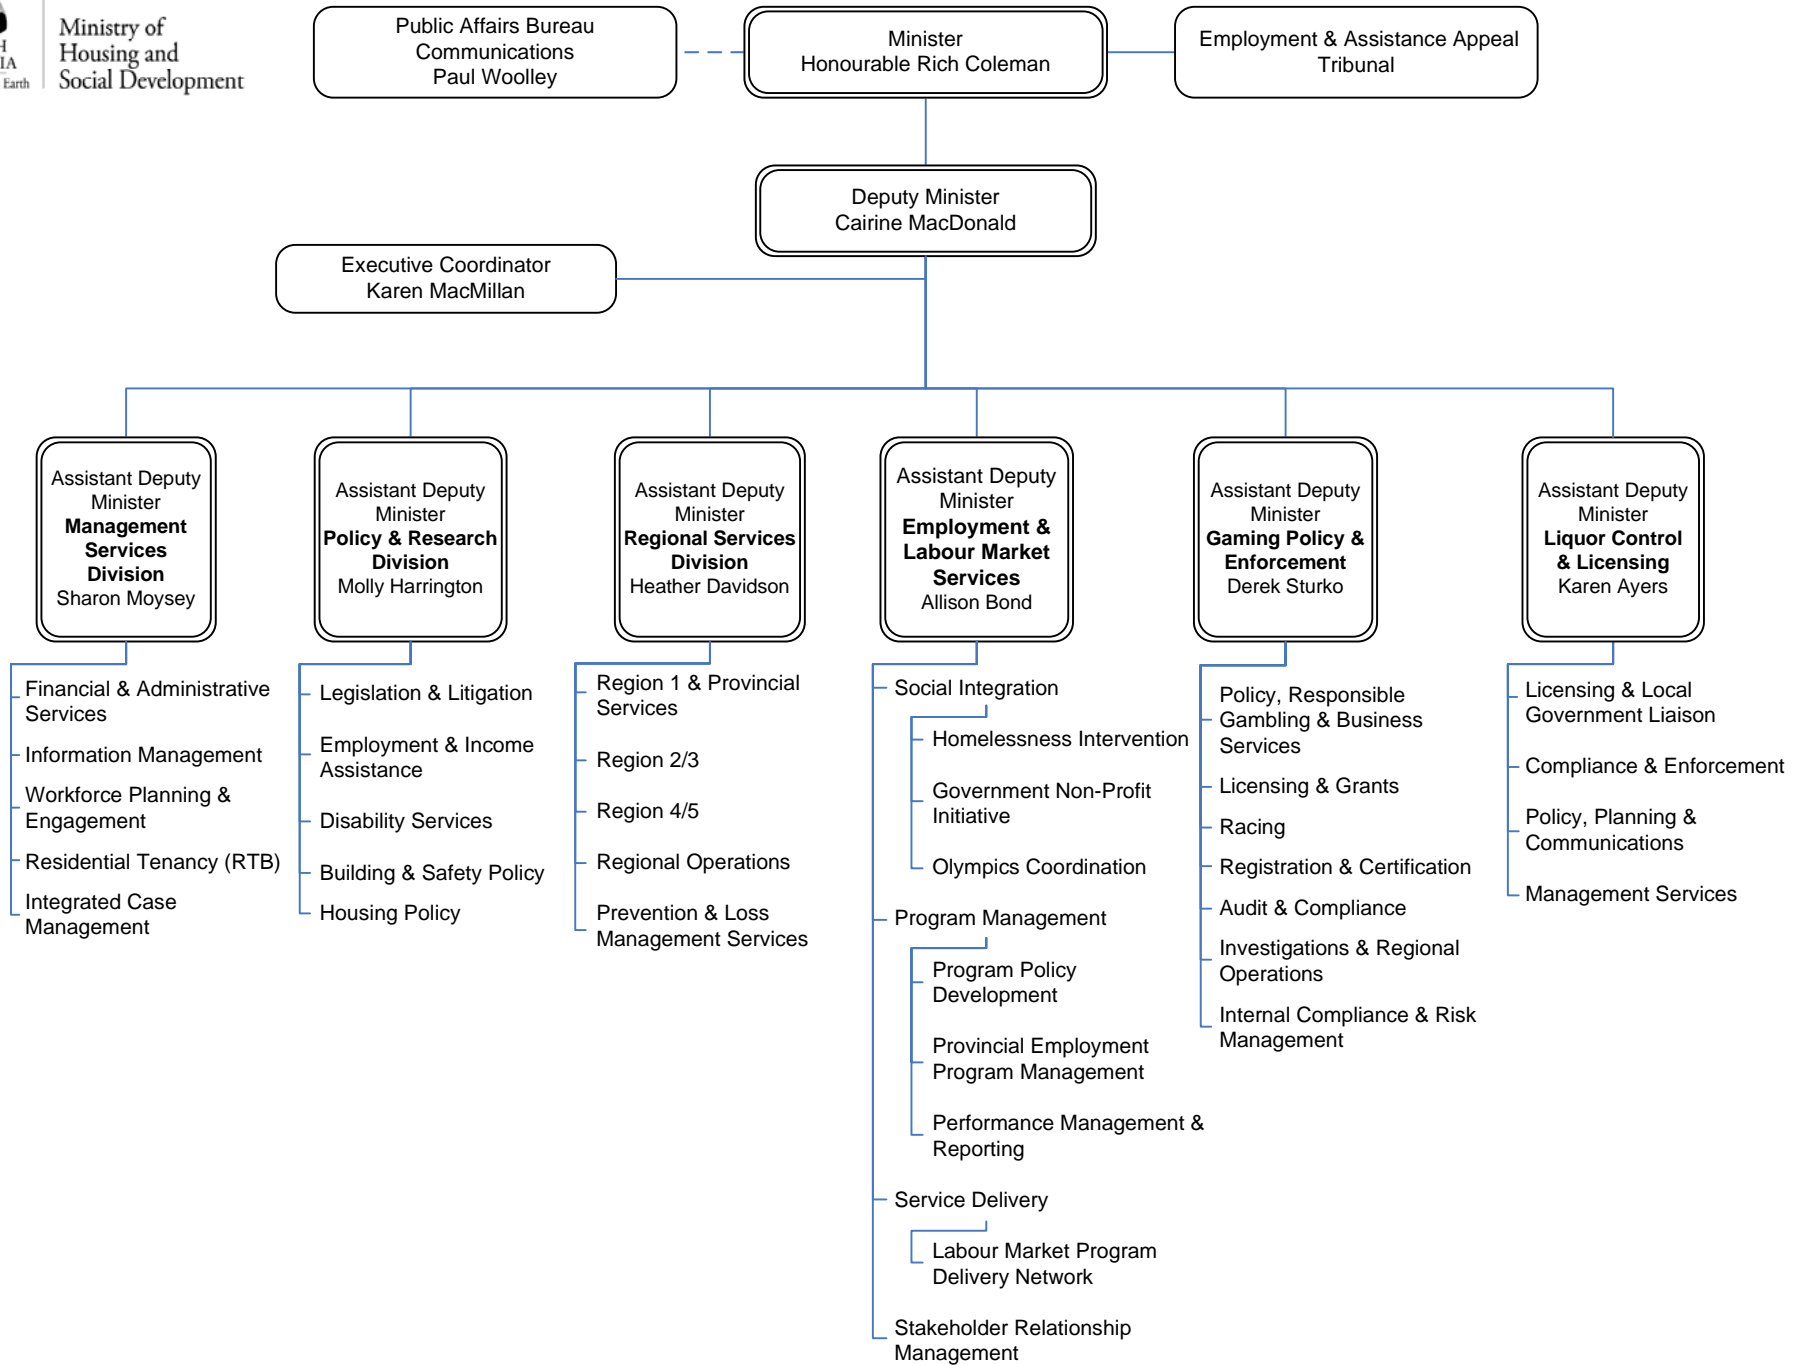 Ministry of
Housing and
Social Development
H
IA
Earth
Public Affairs Bureau
Communications
Paul Woolley
Minister
Honourable Rich Coleman
Employment & Assistance Appeal
Tribunal
Deputy Minister
Cairine MacDonald
Executive Coordinator
Karen MacMillan
Assistant Deputy
Minister
Management
Services
Division
Sharon Moysey
Financial & Administrative
Services
Information Management
Workforce Planning &
Engagement
Residential Tenancy (RTB)
Integrated Case
Management
Assistant Deputy
Minister
Policy & Research
Division
Molly Harrington
Legislation & Litigation
Employment & Income
Assistance
Disability Services
Building & Safety Policy
Housing Policy
Assistant Deputy
Minister
Regional Services
Division
Heather Davidson
Region 1 & Provincial
Services
Region 2/3
Region 4/5
Regional Operations
Prevention & Loss
Management Services
Assistant Deputy
Minister
Employment &
Labour Market
Services
Allison Bond
Social Integration
Homelessness Intervention
Government Non-Profit
Initiative
Olympics Coordination
Program Management
Program Policy
Development
Provincial Employment
Program Management
Performance Management &
Reporting
Service Delivery
Labour Market Program
Delivery Network
Stakeholder Relationship
Management
Assistant Deputy
Minister
Gaming Policy &
Enforcement
Derek Sturko
Policy, Responsible
Gambling & Business
Services
Licensing & Grants
Racing
Registration & Certification
Audit & Compliance
Investigations & Regional
Operations
Internal Compliance & Risk
Management
Assistant Deputy
Minister
Liquor Control
& Licensing
Karen Ayers
Licensing & Local
Government Liaison
Compliance & Enforcement
Policy, Planning &
Communications
Management Services